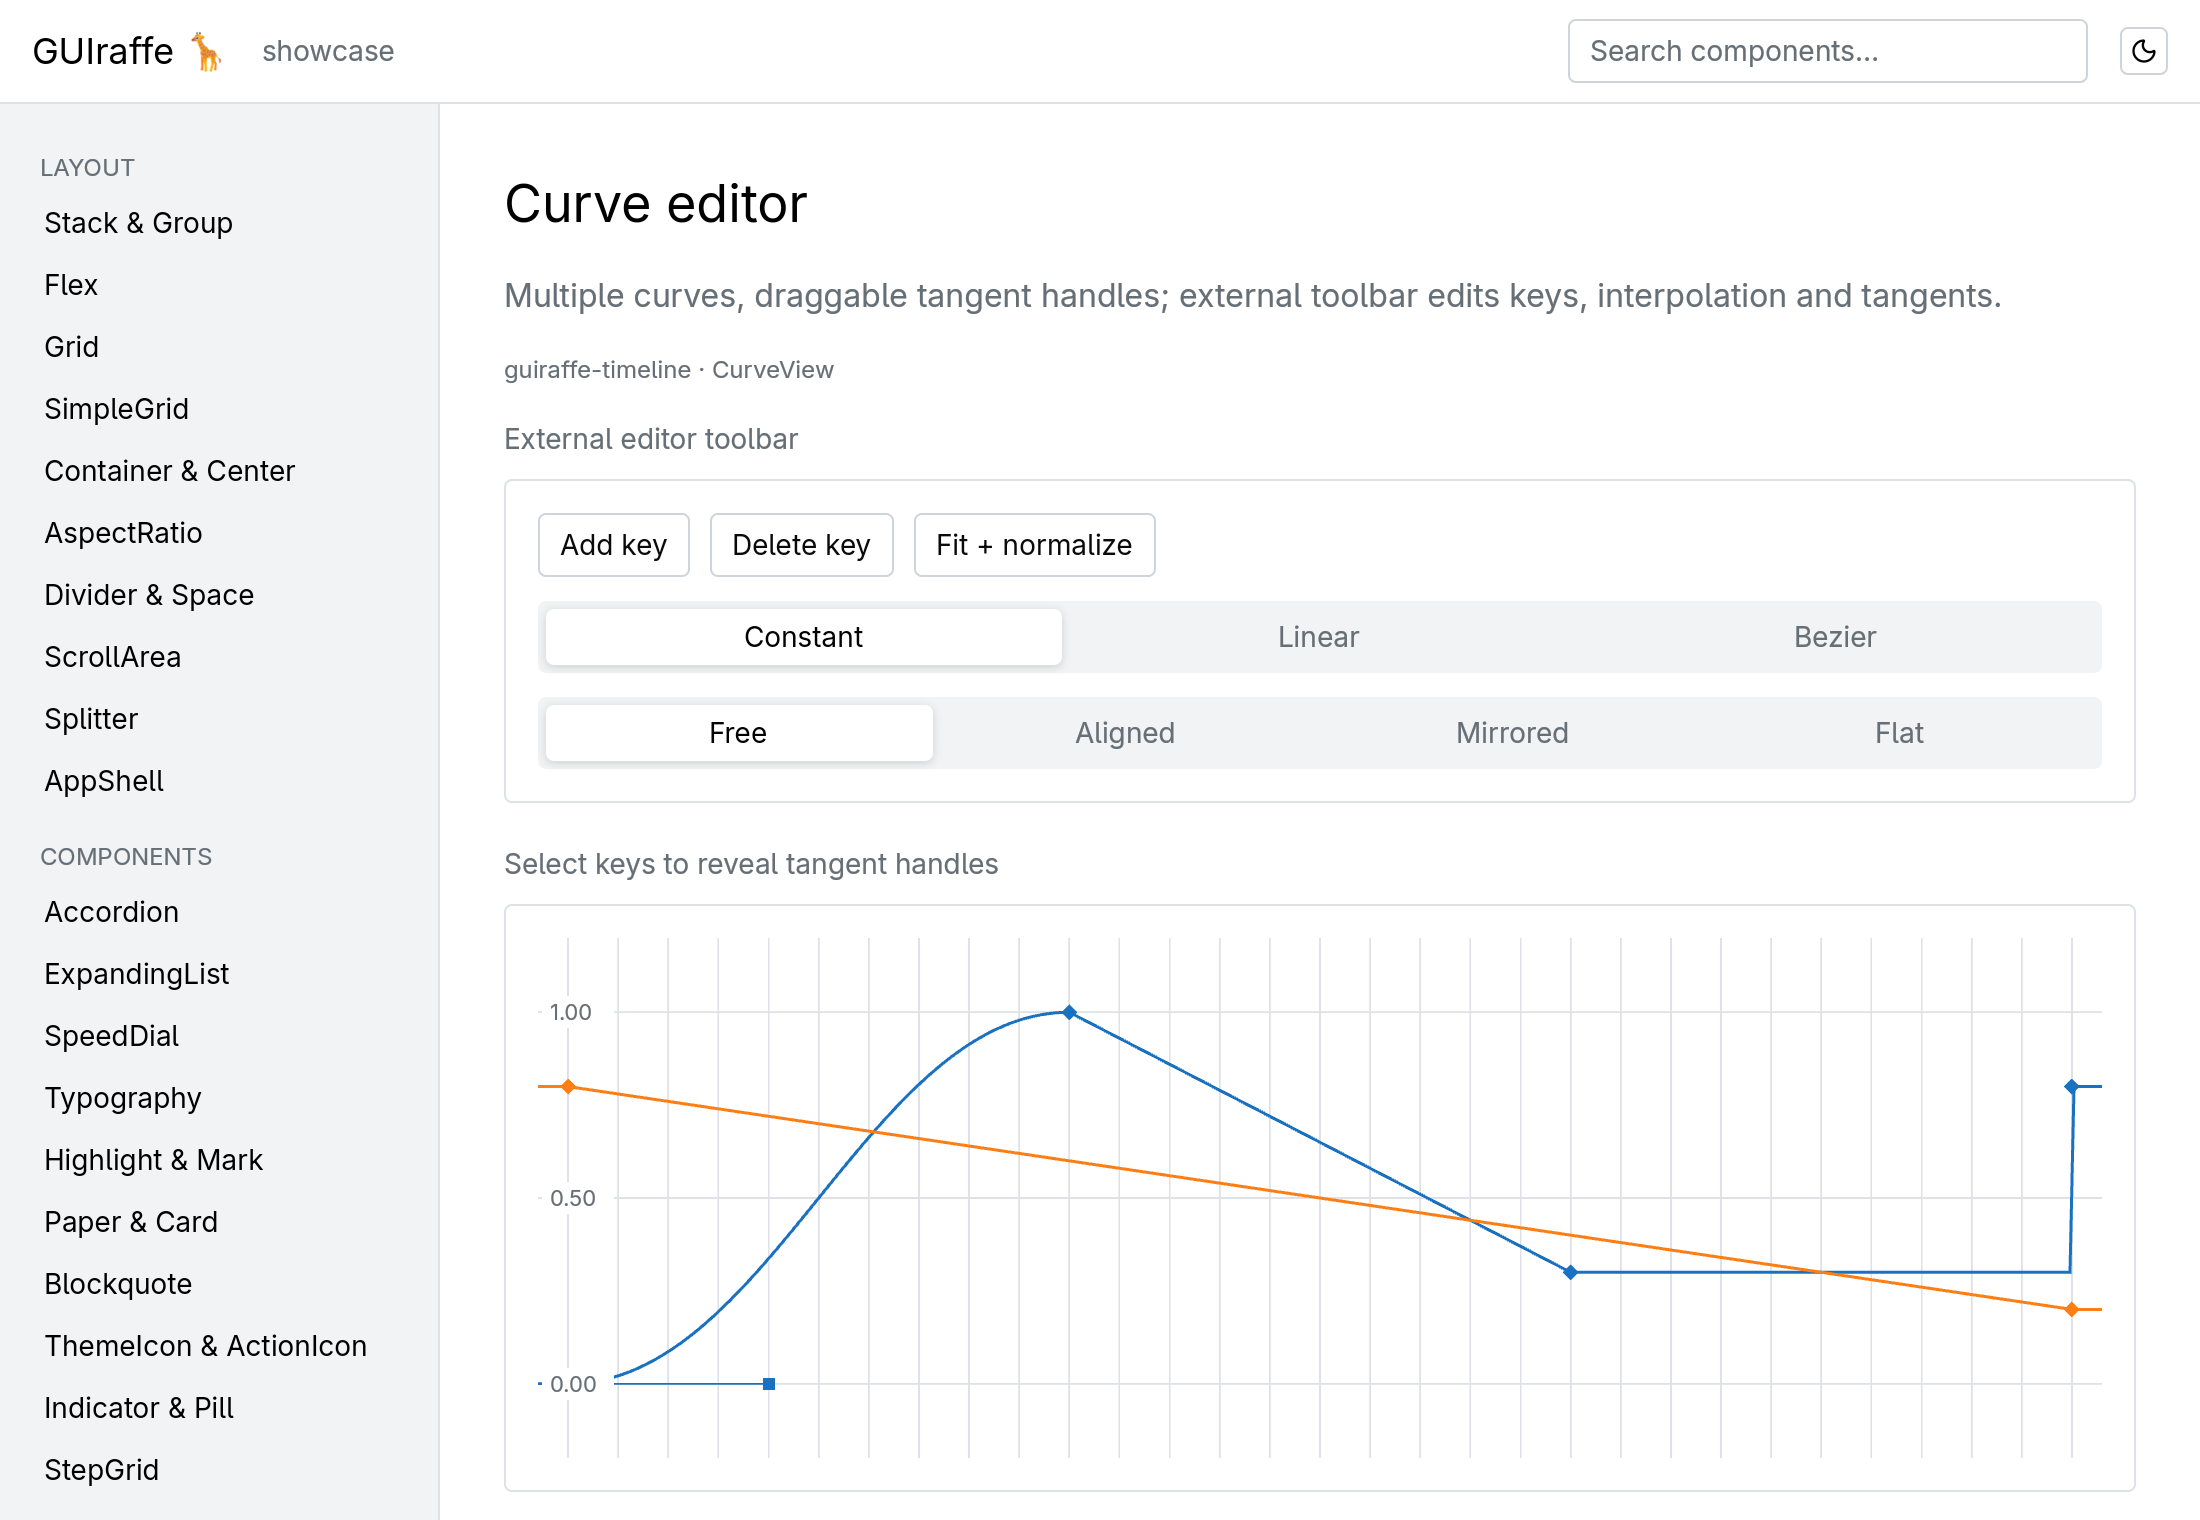 GUIraffe 🦒 showcase Search components...
LAYOUT
Stack & Group
Flex
Grid
SimpleGrid
Container & Center
AspectRatio
Divider & Space
ScrollArea
Splitter
AppShell
COMPONENTS
Accordion
ExpandingList
SpeedDial
Typography
Highlight & Mark
Paper & Card
Blockquote
ThemeIcon & ActionIcon
Indicator & Pill
StepGrid
Curve editor
Multiple curves, draggable tangent handles; external toolbar edits keys, interpolation and tangents.
guiraffe-timeline · CurveView
External editor toolbar
Add key Delete key Fit + normalize
Constant Linear Bezier
Free Aligned Mirrored Flat
Select keys to reveal tangent handles
1.00
0.50
0.00